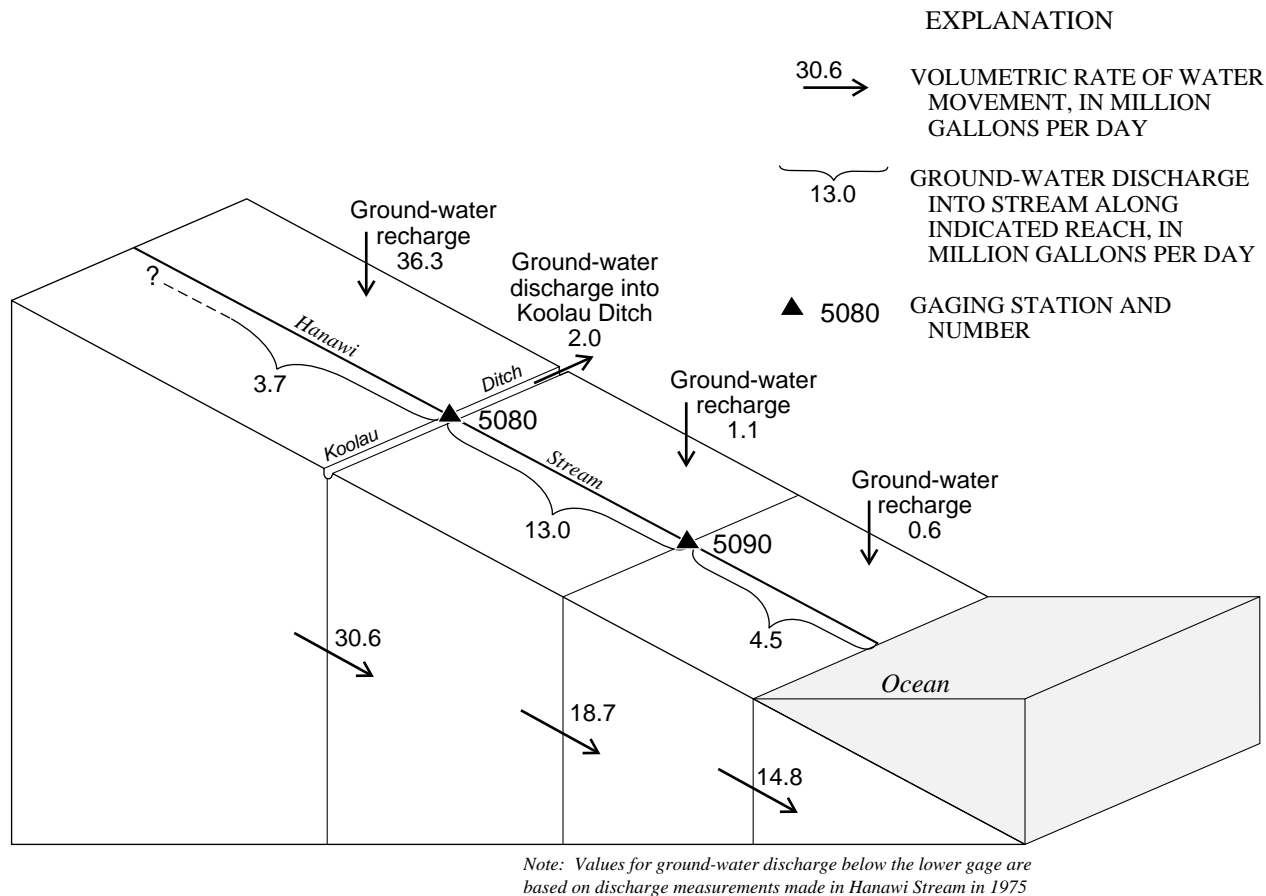 EXPLANATION
30.6
VOLUMETRIC RATE OF WATER
MOVEMENT, IN MILLION
GALLONS PER DAY
13.0
GROUND-WATER DISCHARGE
INTO STREAM ALONG
INDICATED REACH, IN
MILLION GALLONS PER DAY
5080
GAGING STATION AND
NUMBER
Ground-water
recharge
36.3
Ground-water
discharge into
Koolau Ditch
2.0
?
Hanawi
3.7
Ditch
Koolau
5080
Ground-water
recharge
1.1
Stream
13.0
5090
Ground-water
recharge
0.6
4.5
30.6
18.7
14.8
Ocean
Note: Values for ground-water discharge below the lower gage are
based on discharge measurements made in Hanawi Stream in 1975